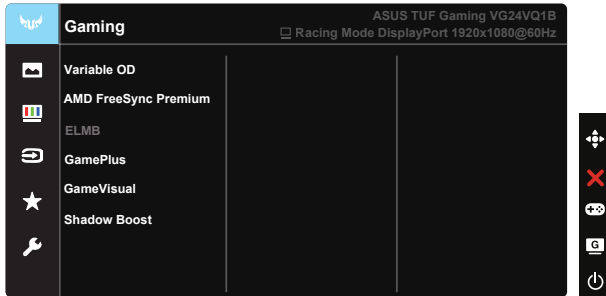 Gaming
ASUS TUF Gaming VG24VQ1B
Racing Mode DisplayPort 1920x1080@60Hz
Variable OD
AMD FreeSync Premium
ELMB
GamePlus
GameVisual
Shadow Boost
G